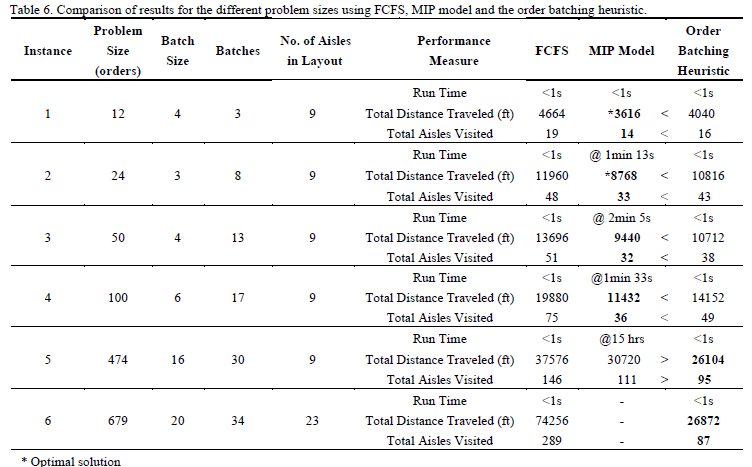 Table 6. Comparison of results for the different problem sizes using FCFS, MIP model and the order batching heuristic.
Instance Problem Size (orders) Batch Size Batches No. of Aisles in Layout Performance Measure FCFS MIP Model Order Batching Heuristic
Run Time <1s <1s <1s
1 12 4 3 9 Total Distance Traveled (ft) 4664 *3616 < 4040
Total Aisles Visited 19 14 < 16
Run Time <1s @ 1min 13s <1s
2 24 3 8 9 Total Distance Traveled (ft) 11960 *8768 < 10816
Total Aisles Visited 48 33 < 43
Run Time <1s @ 2min 5s <1s
3 50 4 13 9 Total Distance Traveled (ft) 13696 9440 < 10712
Total Aisles Visited 51 32 < 38
Run Time <1s @1min 33s <1s
4 100 6 17 9 Total Distance Traveled (ft) 19880 11432 < 14152
Total Aisles Visited 75 36 < 49
Run Time <1s @15 hrs <1s
5 474 16 30 9 Total Distance Traveled (ft) 37576 30720 > 26104
Total Aisles Visited 146 111 > 95
Run Time <1s - <1s
6 679 20 34 23 Total Distance Traveled (ft) 74256 - 26872
Total Aisles Visited 289 - 87
* Optimal solution